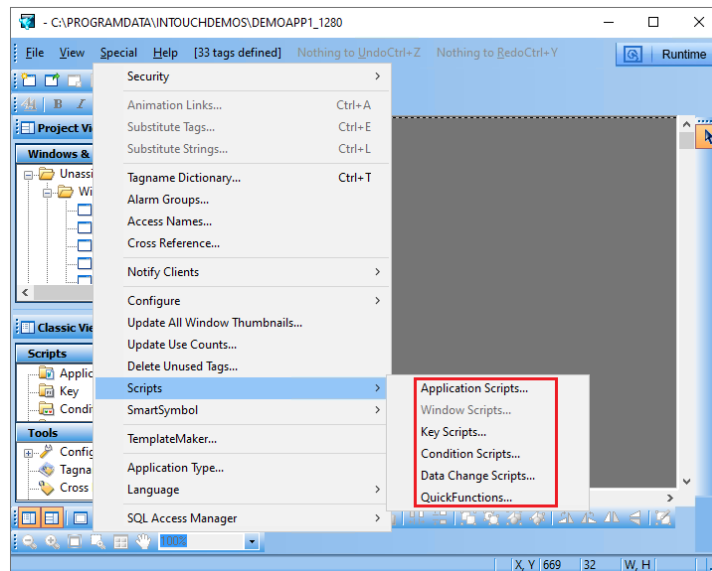 - C:\PROGRAMDATA\INTOUCHDEMOS\DEMOAPP1_1280
File View Special Help [33 tags defined] Nothing to UndoCtrl+Z Nothing to RedoCtrl+Y Runtime
Security
B I
Animation Links... Ctrl+A
Substitute Tags... Ctrl+E
Project Vi
Substitute Strings... Ctrl+L
Windows &
Unassi
Tagname Dictionary... Ctrl+T
Wi
Alarm Groups...
Access Names...
Cross Reference...
Notify Clients
Configure
Update All Window Thumbnails...
Classic Vie
Update Use Counts...
Scripts
Delete Unused Tags...
Applic
Key
Condi
Scripts
SmartSymbol
Application Scripts...
Window Scripts...
Key Scripts...
Condition Scripts...
Data Change Scripts...
QuickFunctions...
Tools
TemplateMaker...
Config
Tagna
Cross
Application Type...
Language
SQL Access Manager
100%
X, Y 669 32 W, H